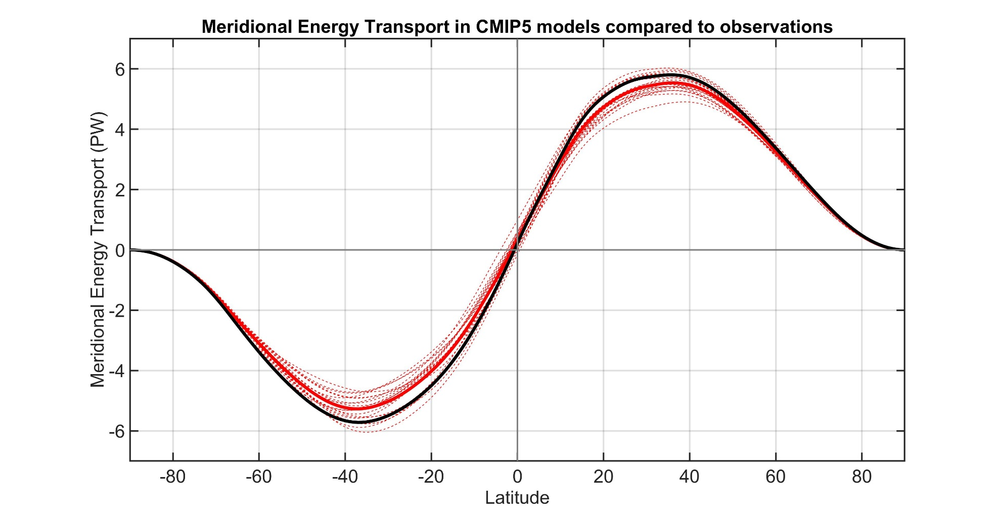 Meridional Energy Transport in CMIP5 models compared to observations
Meridional Energy Transport (PW)
6
4
2
0
-2
-4
-6
-80 -60 -40 -20 0 20 40 60 80
Latitude